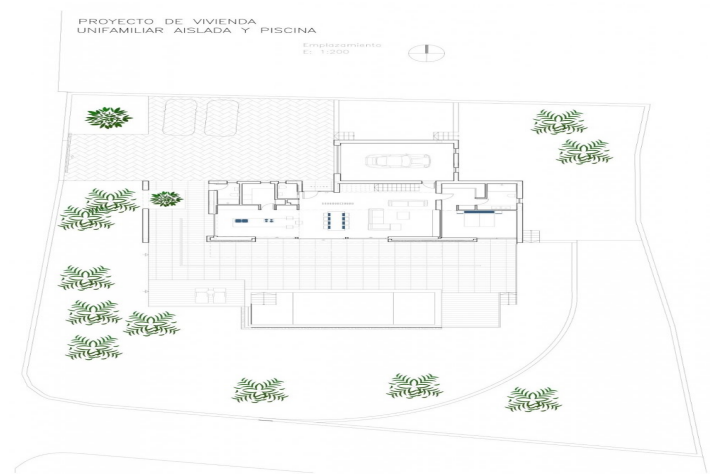 PROYECTO DE VIVIENDA
UNIFAMILIAR AISLADA Y PISCINA
Emplazamiento
E: 1:200